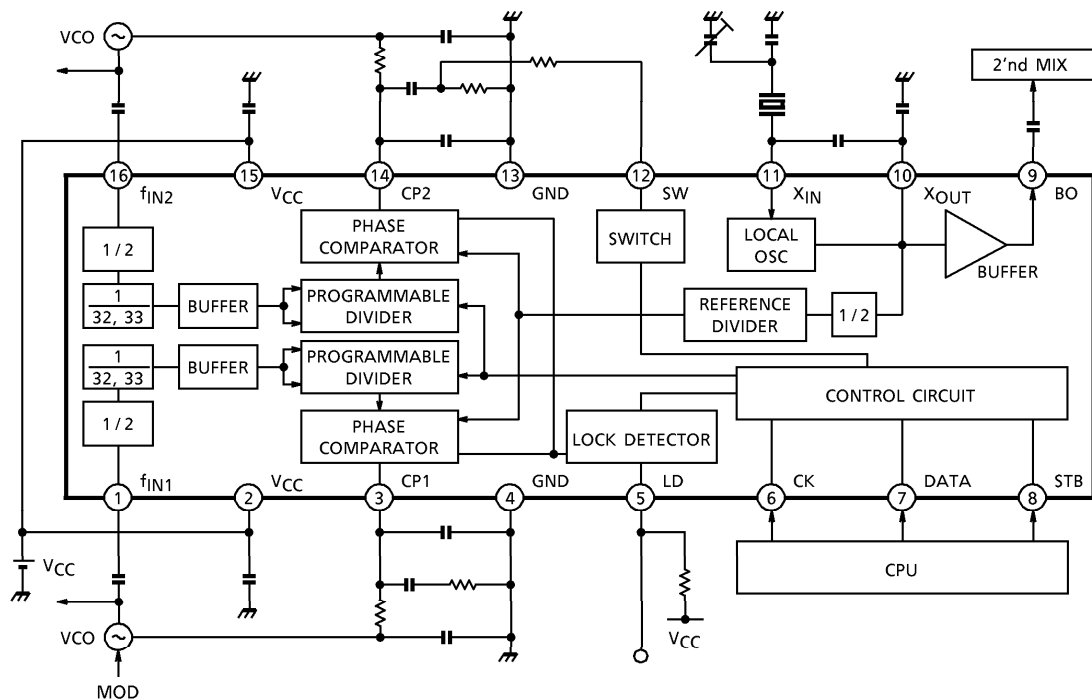 VCO
2'nd MIX
16
15
14
13
12
11
10
9
fIN2
VCC
CP2
GND
SW
XIN
XOUT
BO
1 / 2
PHASE
COMPARATOR
SWITCH
LOCAL
OSC
BUFFER
1
32, 33
BUFFER
PROGRAMMABLE
DIVIDER
REFERENCE
DIVIDER
1 / 2
1
32, 33
BUFFER
PROGRAMMABLE
DIVIDER
CONTROL CIRCUIT
1 / 2
PHASE
COMPARATOR
LOCK DETECTOR
fIN1
VCC
CP1
GND
LD
CK
DATA
STB
1
2
3
4
5
6
7
8
VCC
CPU
VCO
VCC
MOD